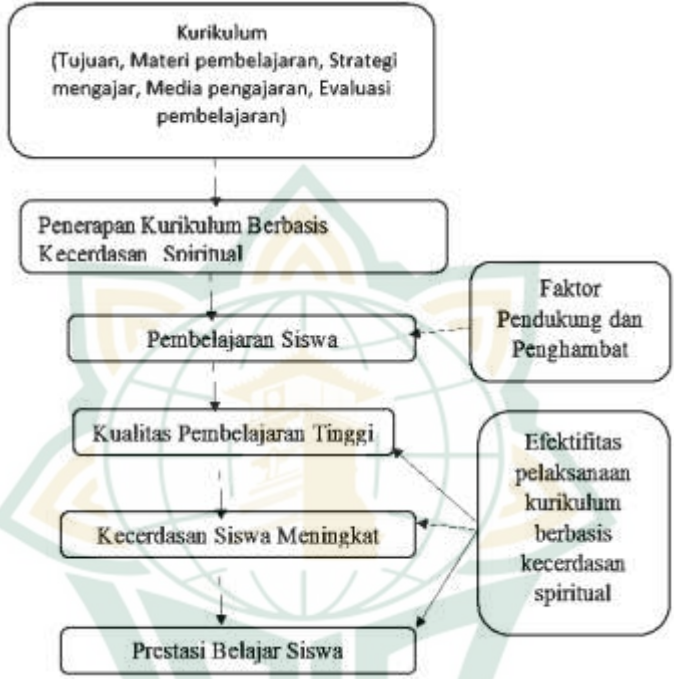 Kurikulum
(Tujuan, Materi pembelajaran, Strategi
mengajar, Media pengajaran, Evaluasi
pembelajaran)
Penerapan Kurikulum Berbasis
Kecerdasan Spiritual
Faktor
Pendukung dan
Penghambat
Pembelajaran Siswa
Kualitas Pembelajaran Tinggi
Efektifitas
pelaksanaan
kurikulum
berbasis
kecerdasan
spiritual
Kecerdasan Siswa Meningkat
Prestasi Belajar Siswa